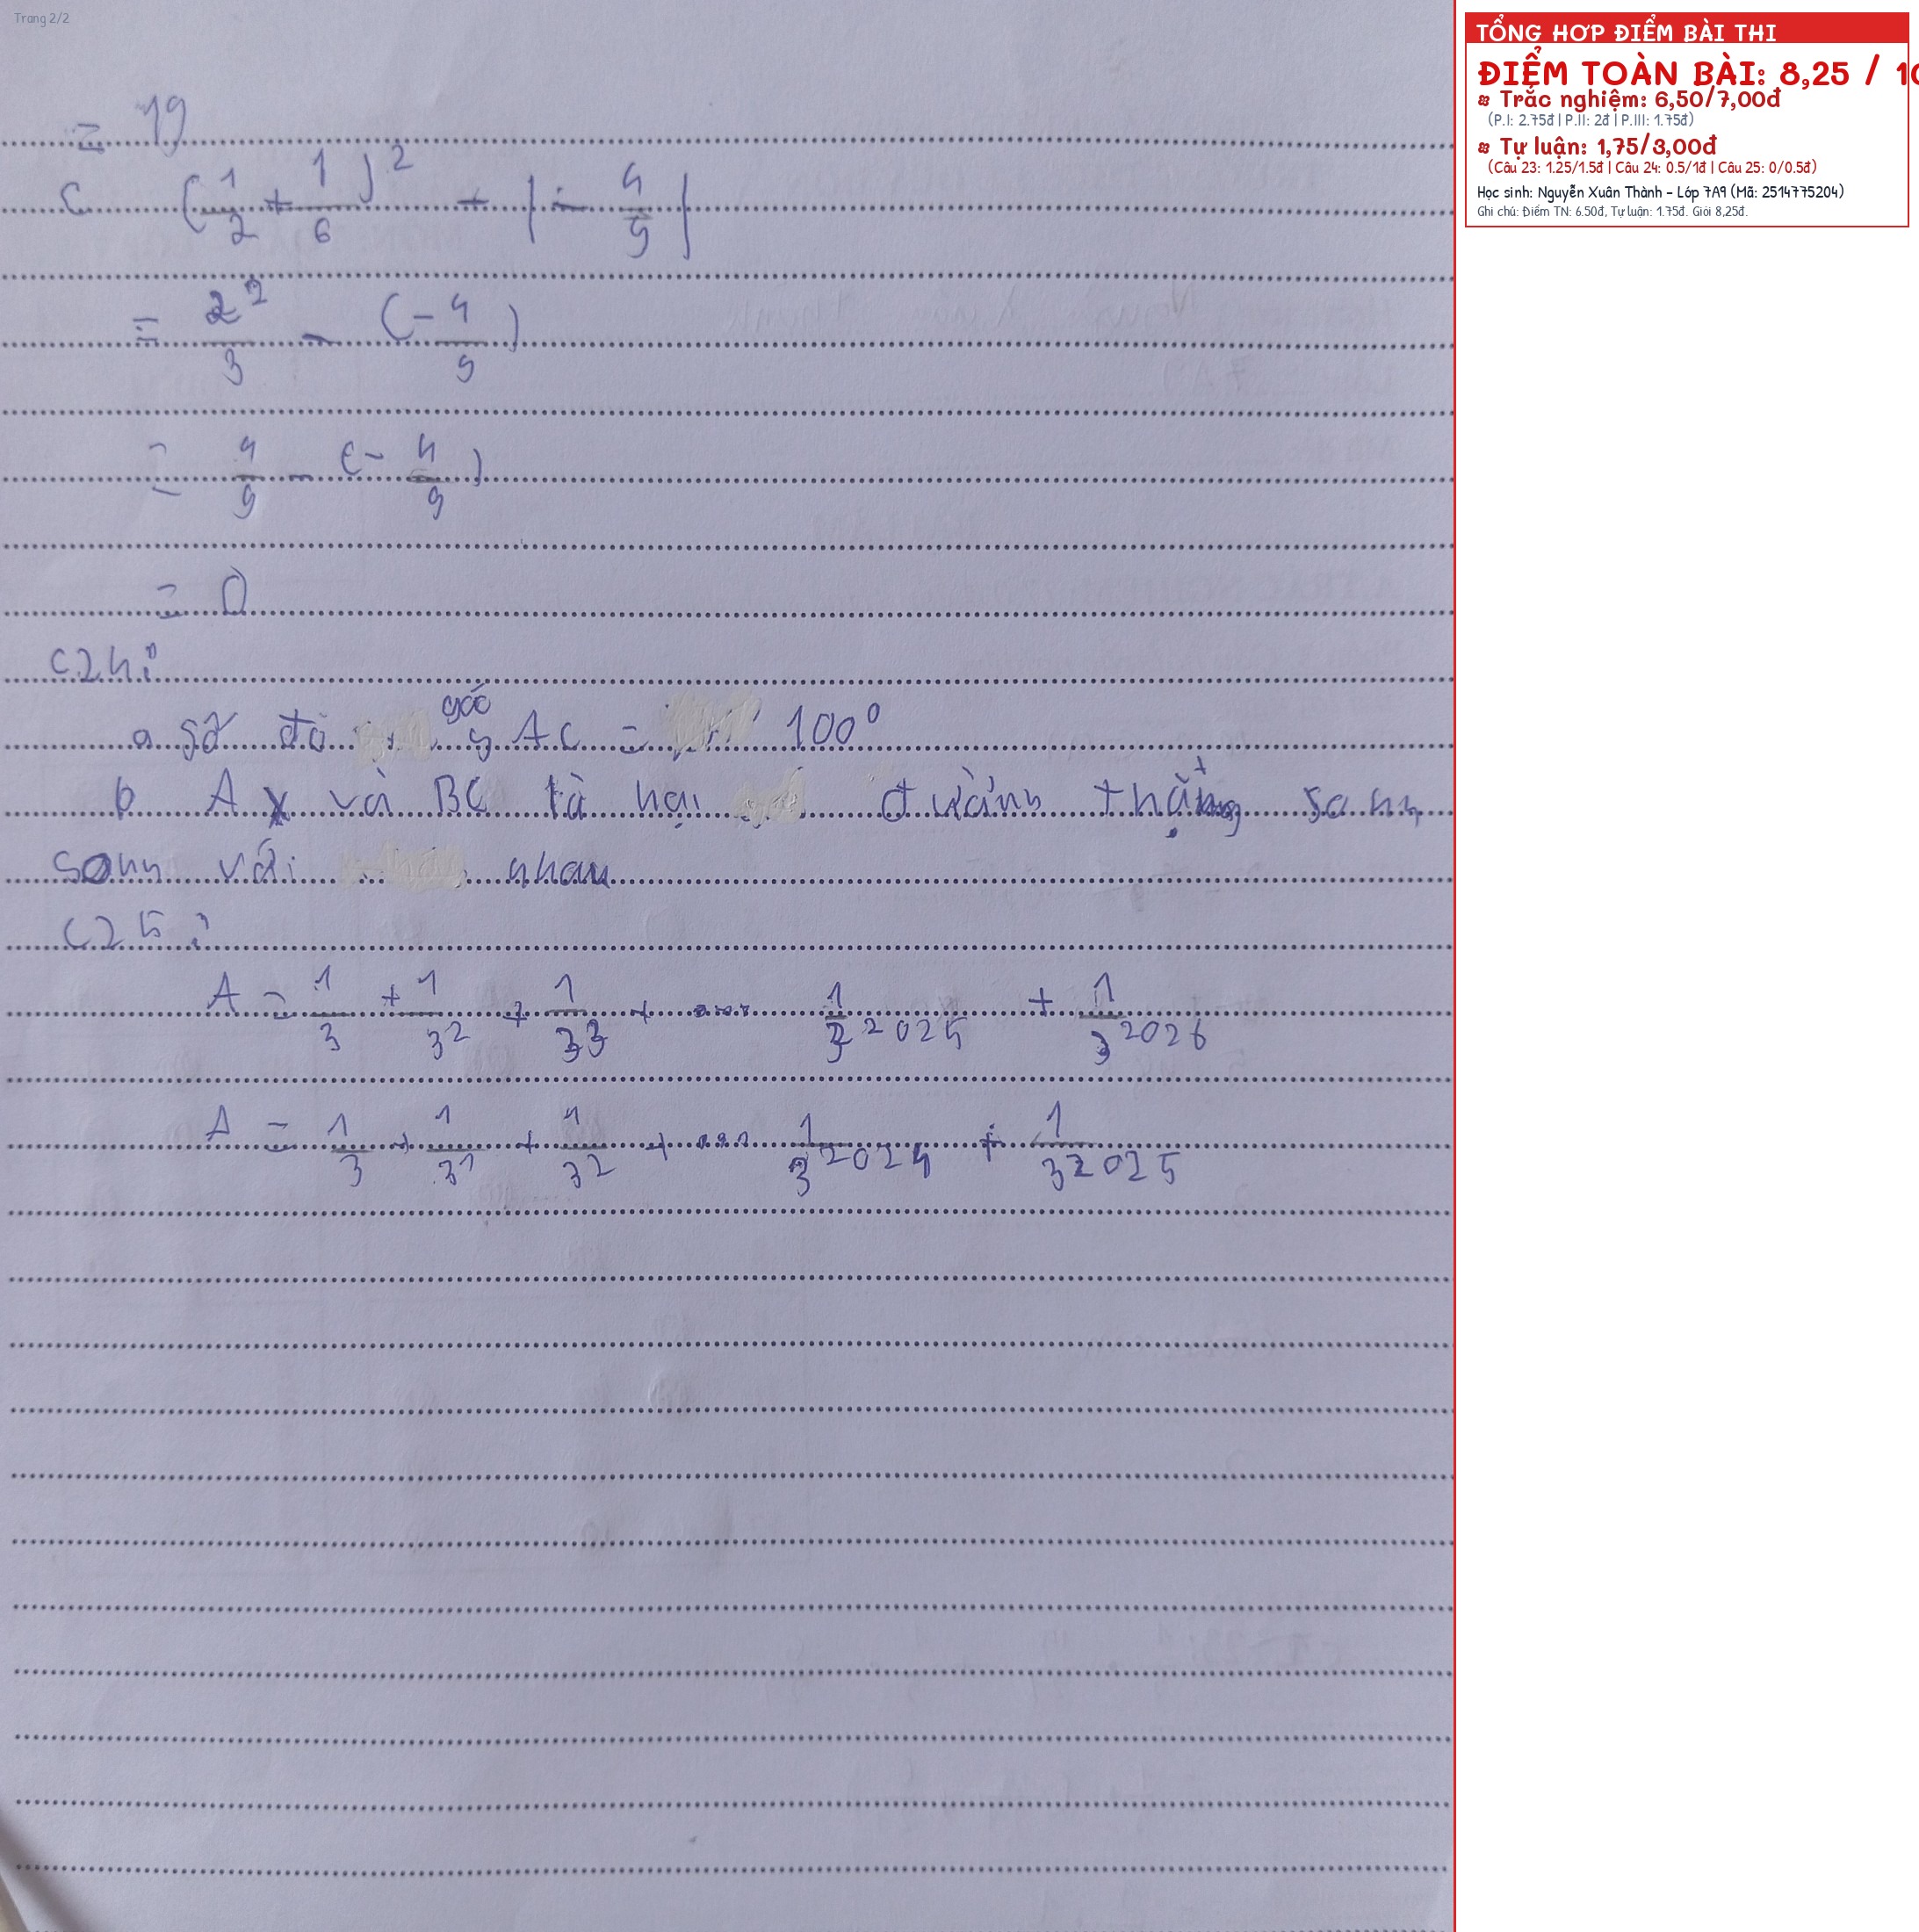 Trang 2/2
= 19
c (1/2 + 1/6)² - |- 4/9|
= 2²/3 - (-4/9)
= 4/9 - (-4/9)
= 0
C24:
a số đo góc yAC = 100°
b Ax và BC là hai đường thẳng song
song với nhau
C25:
A = 1/3 + 1/3² + 1/3³ + .... 1/3²⁰²⁵ + 1/3²⁰²⁶
A = 1/3 + 1/3¹ + 1/3² + .... 1/3²⁰²⁴ + 1/3²⁰²⁵
TỔNG HỢP ĐIỂM BÀI THI
ĐIỂM TOÀN BÀI: 8,25 / 10
Trắc nghiệm: 6,50/7,00đ
(P.I: 2.75đ | P.II: 2đ | P.III: 1.75đ)
Tự luận: 1,75/3,00đ
(Câu 23: 1.25/1.5đ | Câu 24: 0.5/1đ | Câu 25: 0/0.5đ)
Học sinh: Nguyễn Xuân Thành - Lớp 7A9 (Mã: 2514775204)
Ghi chú: Điểm TN: 6.50đ, Tự luận: 1.75đ. Giỏi 8,25đ.